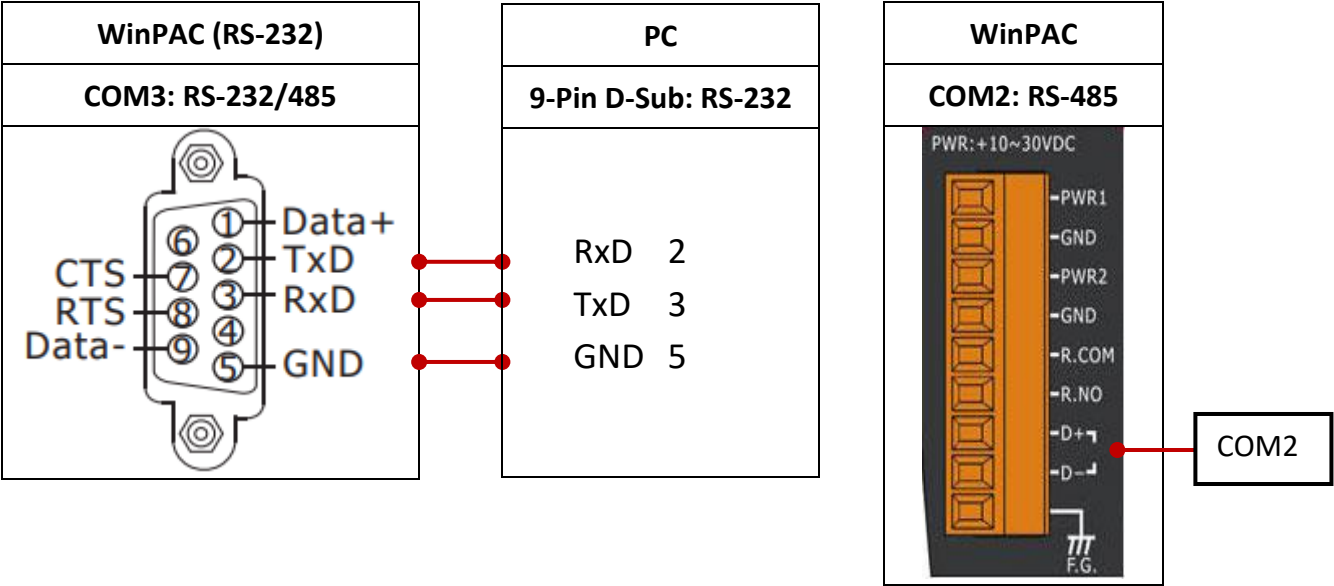 WinPAC (RS-232)
COM3: RS-232/485
1 Data+
6
2 TxD
CTS 7
3 RxD
RTS 8
4
Data- 9
5 GND
PC
9-Pin D-Sub: RS-232
RxD 2
TxD 3
GND 5
WinPAC
COM2: RS-485
PWR:+10~30VDC
PWR1
GND
PWR2
GND
R.COM
R.NO
D+
D-
F.G.
COM2